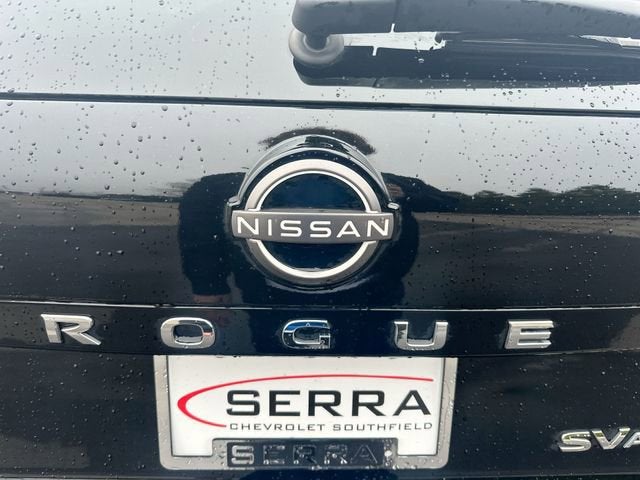 NISSAN
ROGUE
SERRA
CHEVROLET SOUTHFIELD
SERRA